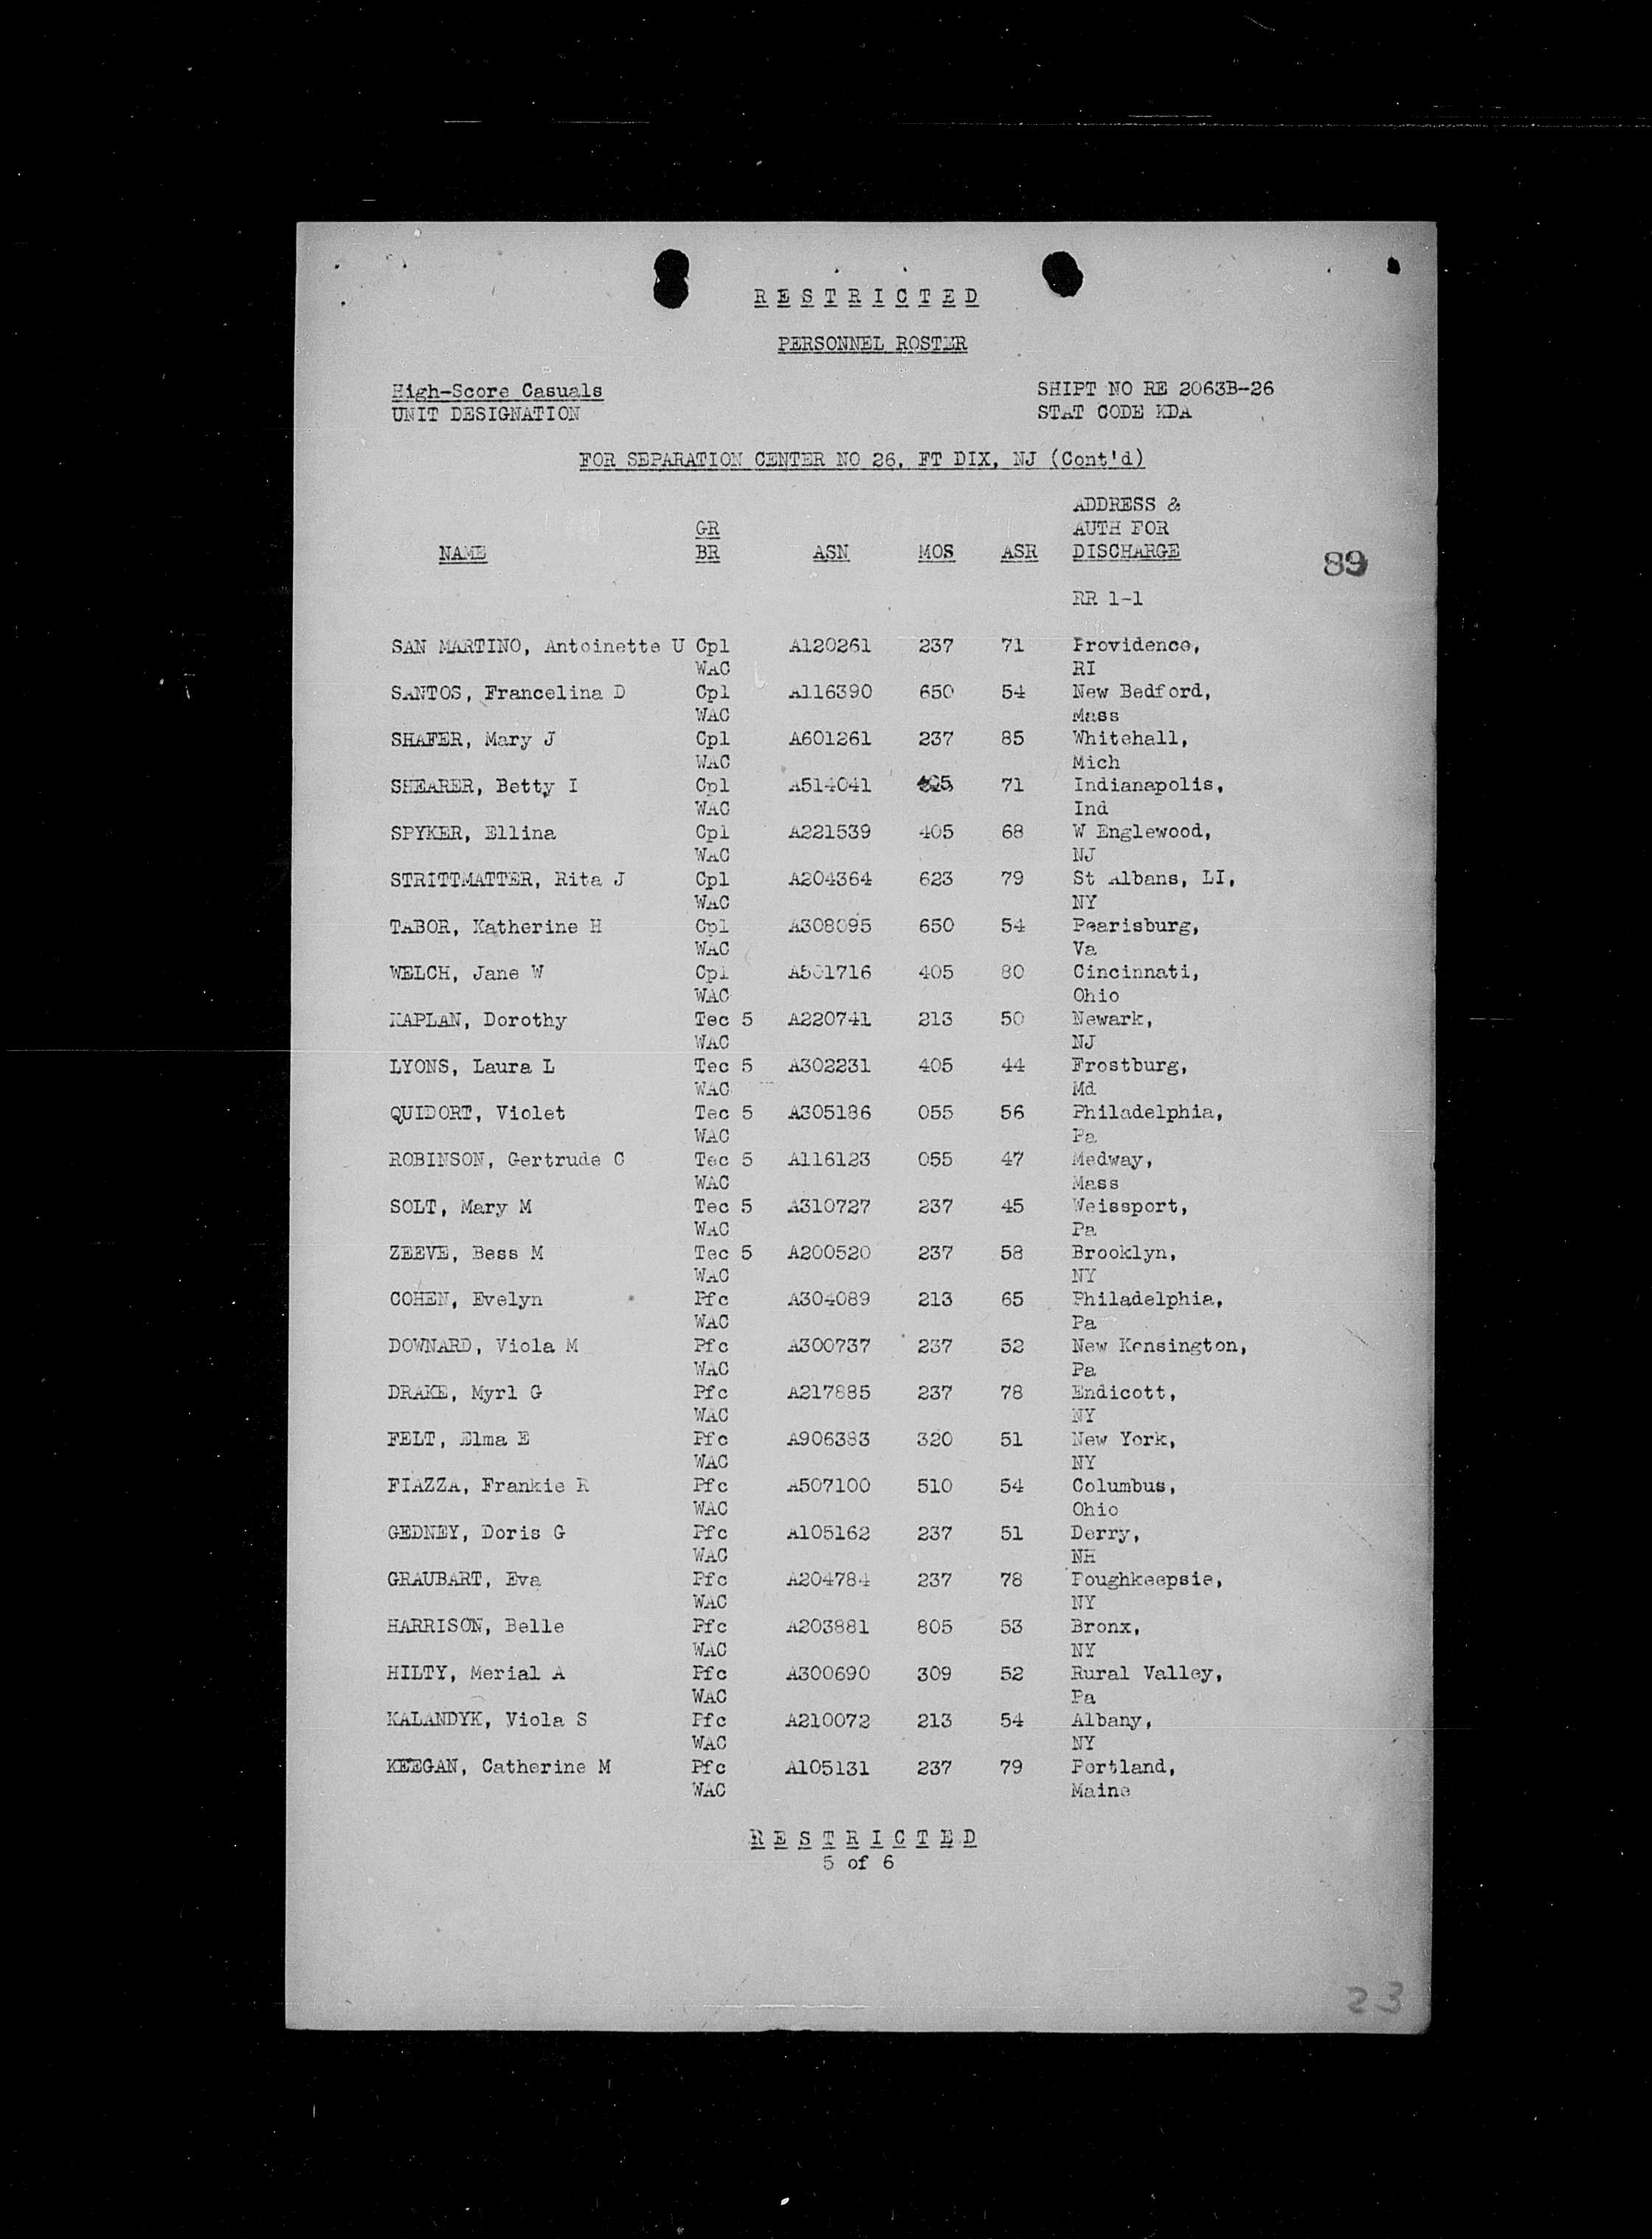 RESTRICTED
PERSONNEL ROSTER
High-Score Casuals SHIPT NO RE 2063B-26
UNIT DESIGNATION STAT CODE KDA
FOR SEPARATION CENTER NO 26, FT DIX, NJ (Cont'd)
ADDRESS &
GR AUTH FOR
NAME BR ASN MOS ASR DISCHARGE
89
RR 1-1
SAN MARTINO, Antoinette U Cpl A120261 237 71 Providence,
WAC RI
SANTOS, Francelina D Cpl A116390 650 54 New Bedford,
WAC Mass
SHAFER, Mary J Cpl A601261 237 85 Whitehall,
WAC Mich
SHEARER, Betty I Cpl A514041 71 Indianapolis,
WAC Ind
SPYKER, Ellina Cpl A221539 405 68 W Englewood,
WAC NJ
STRITTMATTER, Rita J Cpl A204364 623 79 St Albans, LI,
WAC NY
TABOR, Katherine H Cpl A308095 650 54 Pearisburg,
WAC Va
WELCH, Jane W Cpl A501716 405 80 Cincinnati,
WAC Ohio
KAPLAN, Dorothy Tec 5 A220741 213 50 Newark,
WAC NJ
LYONS, Laura L Tec 5 A302231 405 44 Frostburg,
WAC Md
QUIDORT, Violet Tec 5 A305186 055 56 Philadelphia,
WAC Pa
ROBINSON, Gertrude C Tec 5 A116123 055 47 Medway,
WAC Mass
SOLT, Mary M Tec 5 A310727 237 45 Weissport,
WAC Pa
ZEEVE, Bess M Tec 5 A200520 237 58 Brooklyn,
WAC NY
COHEN, Evelyn Pfc A304089 213 65 Philadelphia,
WAC Pa
DOWNARD, Viola M Pfc A300737 237 52 New Kensington,
WAC Pa
DRAKE, Myrl G Pfc A217885 237 78 Endicott,
WAC NY
FELT, Elma E Pfc A906383 320 51 New York,
WAC NY
FIAZZA, Frankie R Pfc A507100 510 54 Columbus,
WAC Ohio
GEDNEY, Doris G Pfc A105162 237 51 Derry,
WAC NH
GRAUBART, Eva Pfc A204784 237 78 Poughkeepsie,
WAC NY
HARRISON, Belle Pfc A203881 805 53 Bronx,
WAC NY
HILTY, Merial A Pfc A300690 309 52 Rural Valley,
WAC Pa
KALANDYK, Viola S Pfc A210072 213 54 Albany,
WAC NY
KEEGAN, Catherine M Pfc A105131 237 79 Portland,
WAC Maine
RESTRICTED
5 of 6
23